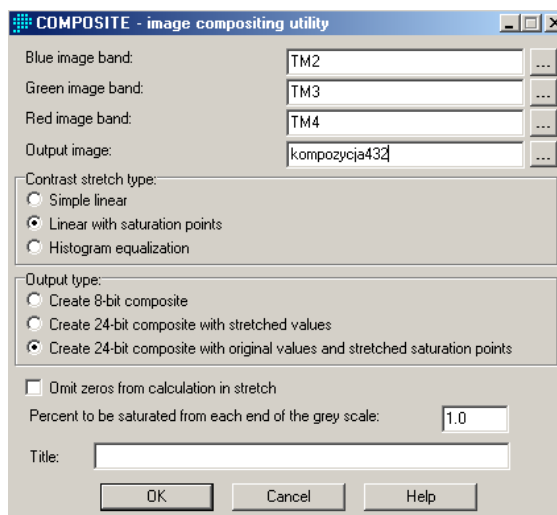 COMPOSITE - image compositing utility
Blue image band: TM2 ...
Green image band: TM3 ...
Red image band: TM4 ...
Output image: kompozycja432 ...
Contrast stretch type:
Simple linear
Linear with saturation points
Histogram equalization
Output type:
Create 8-bit composite
Create 24-bit composite with stretched values
Create 24-bit composite with original values and stretched saturation points
Omit zeros from calculation in stretch
Percent to be saturated from each end of the grey scale: 1.0
Title:
OK Cancel Help